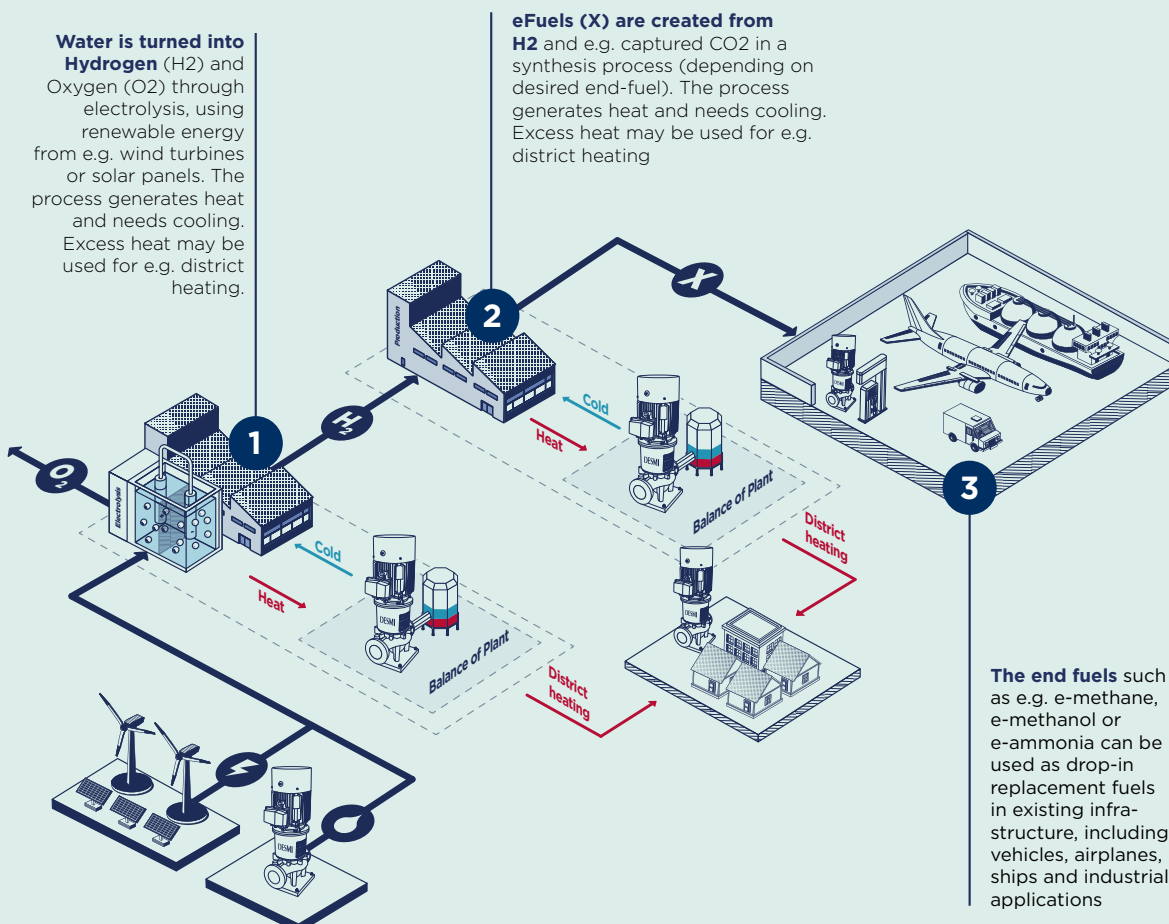 Water is turned into
Hydrogen (H2) and
Oxygen (O2) through
electrolysis, using
renewable energy
from e.g. wind turbines
or solar panels. The
process generates heat
and needs cooling.
Excess heat may be
used for e.g. district
heating.
eFuels (X) are created from
H2 and e.g. captured CO2 in a
synthesis process (depending on
desired end-fuel). The process
generates heat and needs cooling.
Excess heat may be used for e.g.
district heating
X
Production
2
1
H2
O2
Electrolysis
Cold
Heat
DESMI
Balance of Plant
3
Cold
Heat
DESMI
Balance of Plant
District
heating
District
heating
DESMI
DESMI
DESMI
The end fuels such
as e.g. e-methane,
e-methanol or
e-ammonia can be
used as drop-in
replacement fuels
in existing infra-
structure, including
vehicles, airplanes,
ships and industrial
applications